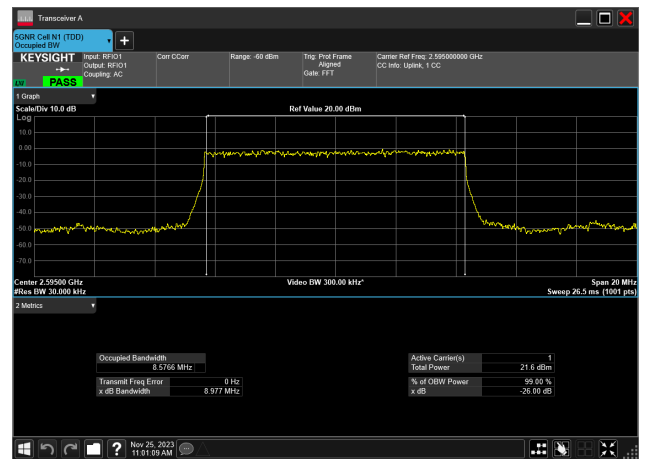 Transceiver A
5GNR Cell N1 (TDD)
Occupied BW
KEYSIGHT
Input: RFIO1
Output: RFIO1
Coupling: AC
Corr CCorr
Range: -60 dBm
Trig: Prot Frame
Aligned
Gate: FFT
Carrier Ref Freq: 2.595000000 GHz
CC Info: Uplink, 1 CC
PASS
1 Graph
Scale/Div 10.0 dB
Ref Value 20.00 dBm
Log
10.0
0.00
-10.0
-20.0
-30.0
-40.0
-50.0
-60.0
-70.0
Center 2.59500 GHz
Video BW 300.00 kHz*
Span 20 MHz
#Res BW 30.000 kHz
Sweep 26.5 ms (1001 pts)
2 Metrics
Occupied Bandwidth
8.5766 MHz
Active Carrier(s) 1
Total Power 21.6 dBm
Transmit Freq Error 0 Hz
x dB Bandwidth 8.977 MHz
% of OBW Power 99.00 %
x dB -26.00 dB
?
Nov 25, 2023
11:01:09 AM